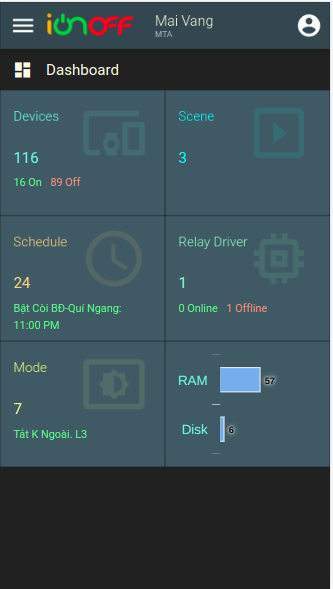 iONOFF
Mai Vang
MTA
Dashboard
Devices
116
16 On 89 Off
Scene
3
Schedule
24
Bật Còi BĐ-Quí Ngang:
11:00 PM
Relay Driver
1
0 Online 1 Offline
Mode
7
Tắt K Ngoài. L3
RAM 57
Disk 6